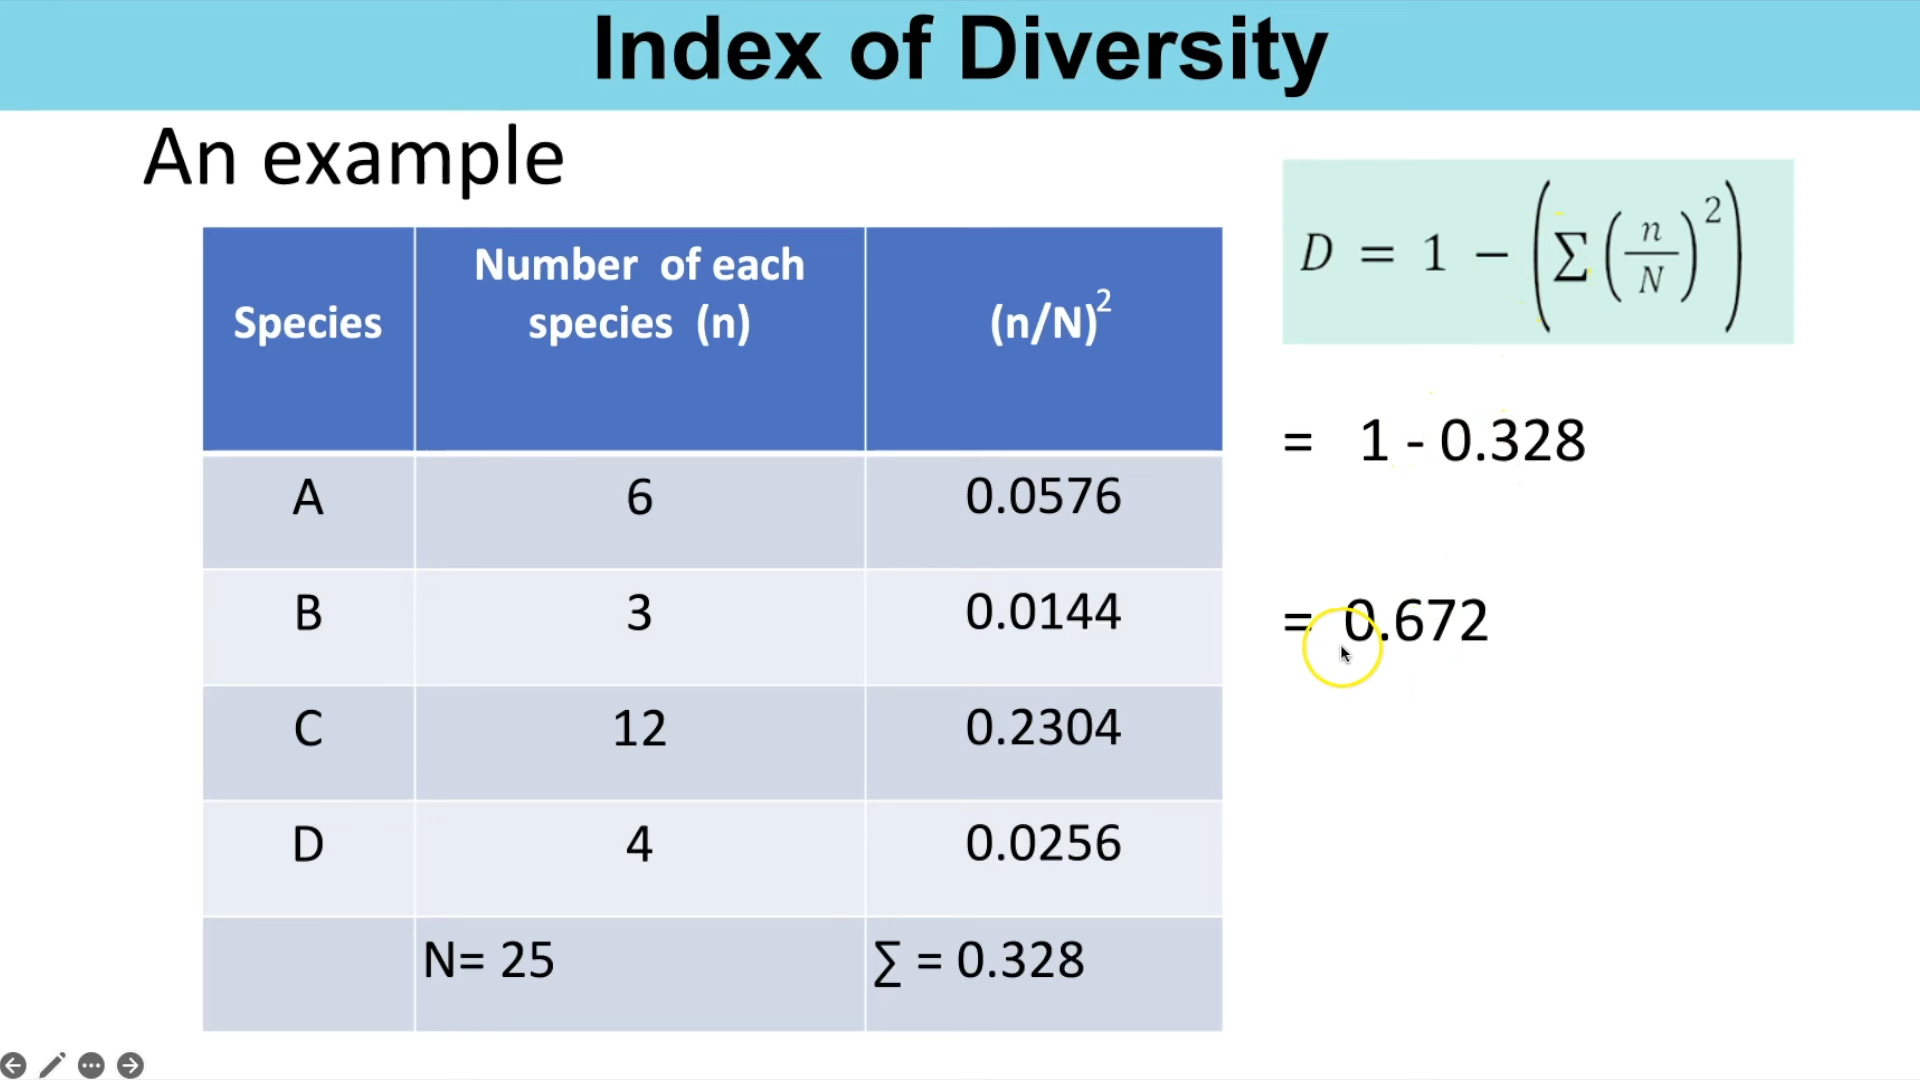 Index of Diversity
An example
Species
Number of each
species (n)
(n/N)²
A 6 0.0576
B 3 0.0144
C 12 0.2304
D 4 0.0256
N= 25 ∑ = 0.328
D = 1 − (∑ (n/N)²)
= 1 - 0.328
= 0.672